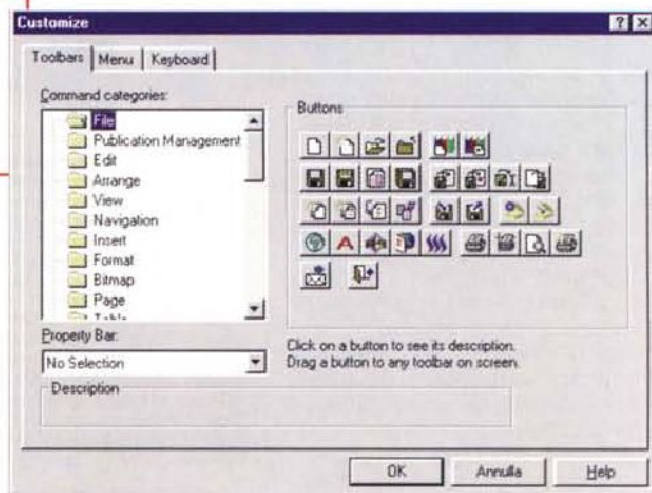 Customize
Toolbars Menu Keyboard
Command categories:
File
Publication Management
Edit
Arrange
View
Navigation
Insert
Format
Bitmap
Page
Table
Property Bar:
No Selection
Description
Buttons
Click on a button to see its description.
Drag a button to any toolbar on screen.
OK Annulla Help